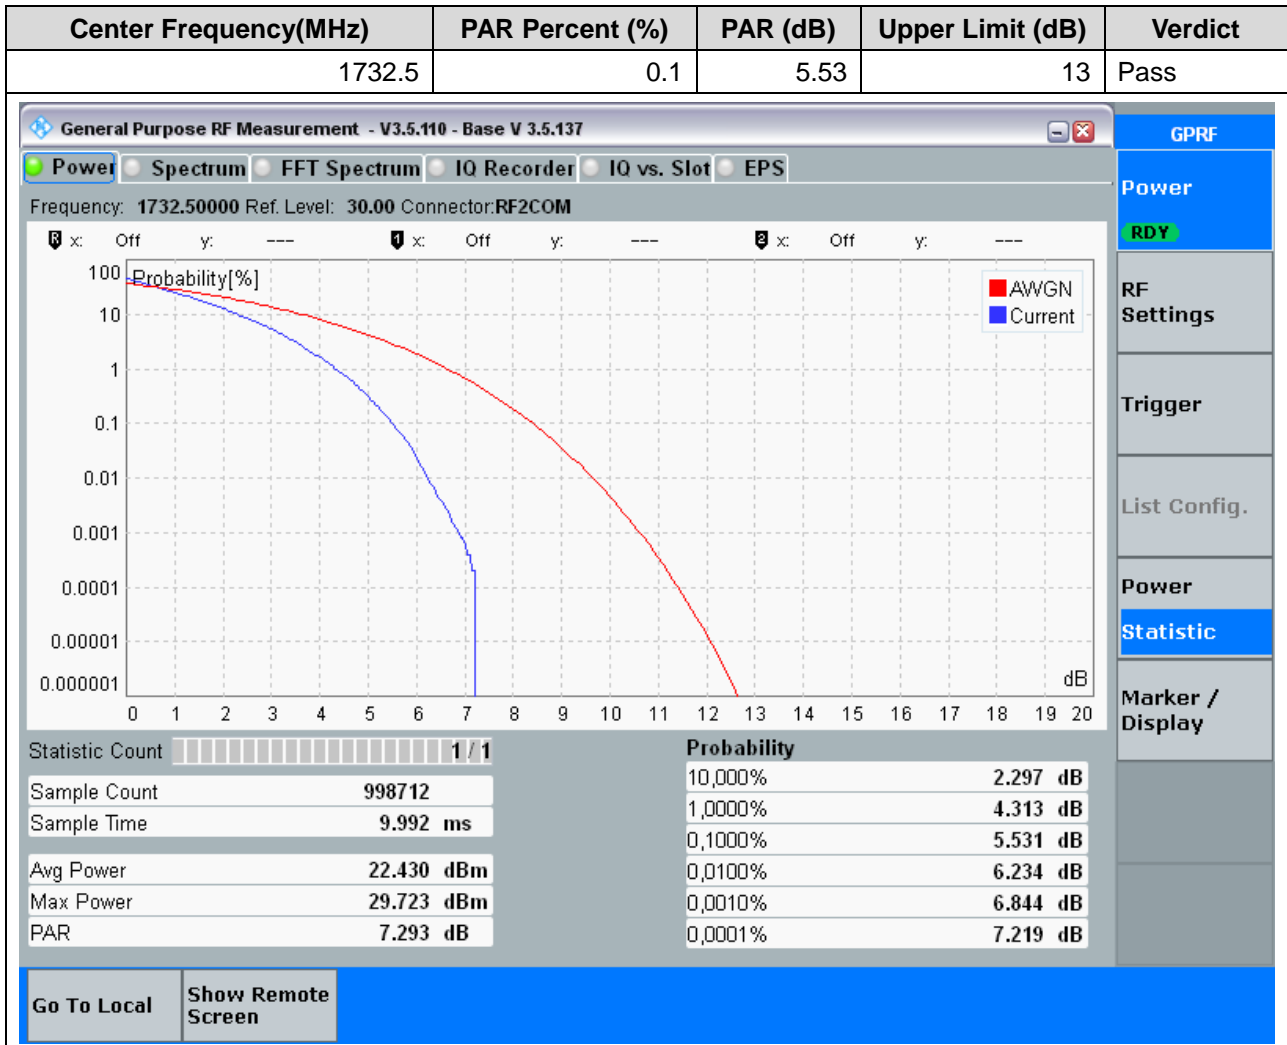 Center Frequency(MHz) PAR Percent (%) PAR (dB) Upper Limit (dB) Verdict
1732.5 0.1 5.53 13 Pass
General Purpose RF Measurement - V3.5.110 - Base V 3.5.137
GPRF
Power Spectrum FFT Spectrum IQ Recorder IQ vs. Slot EPS
Power
RDY
Frequency: 1732.50000 Ref. Level: 30.00 Connector:RF2COM
R x: Off y: --- 1 x: Off y: --- 2 x: Off y: ---
Probability[%]
AWGN
Current
100
10
1
0.1
0.01
0.001
0.0001
0.00001
0.000001
dB
0 1 2 3 4 5 6 7 8 9 10 11 12 13 14 15 16 17 18 19 20
RF
Settings
Trigger
List Config.
Power
Statistic
Marker /
Display
Statistic Count 1 / 1
Sample Count 998712
Sample Time 9.992 ms
Avg Power 22.430 dBm
Max Power 29.723 dBm
PAR 7.293 dB
Probability
10,000% 2.297 dB
1,0000% 4.313 dB
0,1000% 5.531 dB
0,0100% 6.234 dB
0,0010% 6.844 dB
0,0001% 7.219 dB
Go To Local
Show Remote
Screen